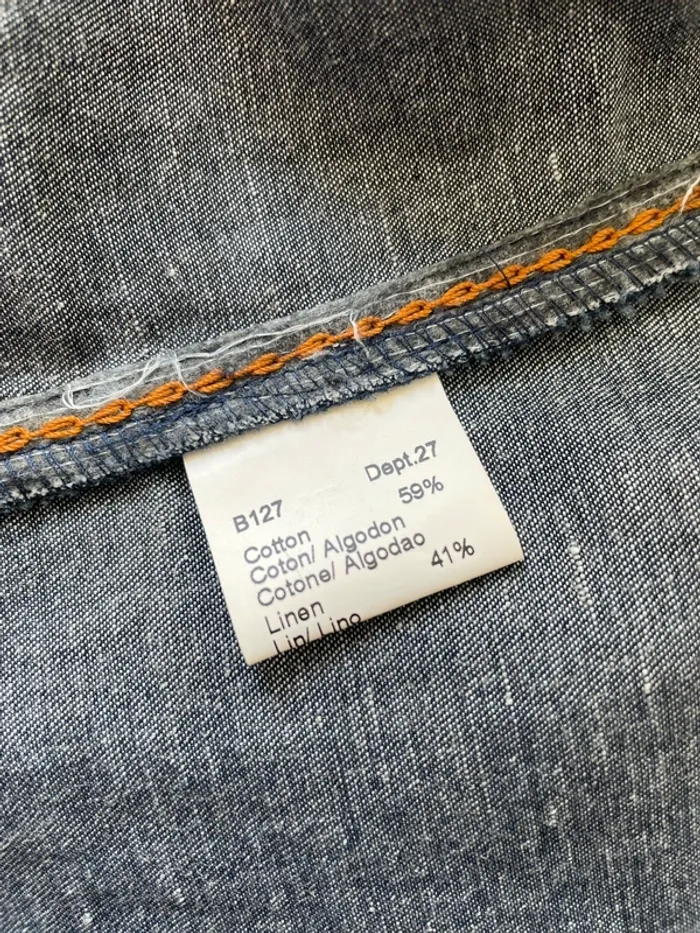 B127 Dept.27
Cotton 59%
Coton/ Algodon
Cotone/ Algodao
Linen 41%
Lin/ Lino